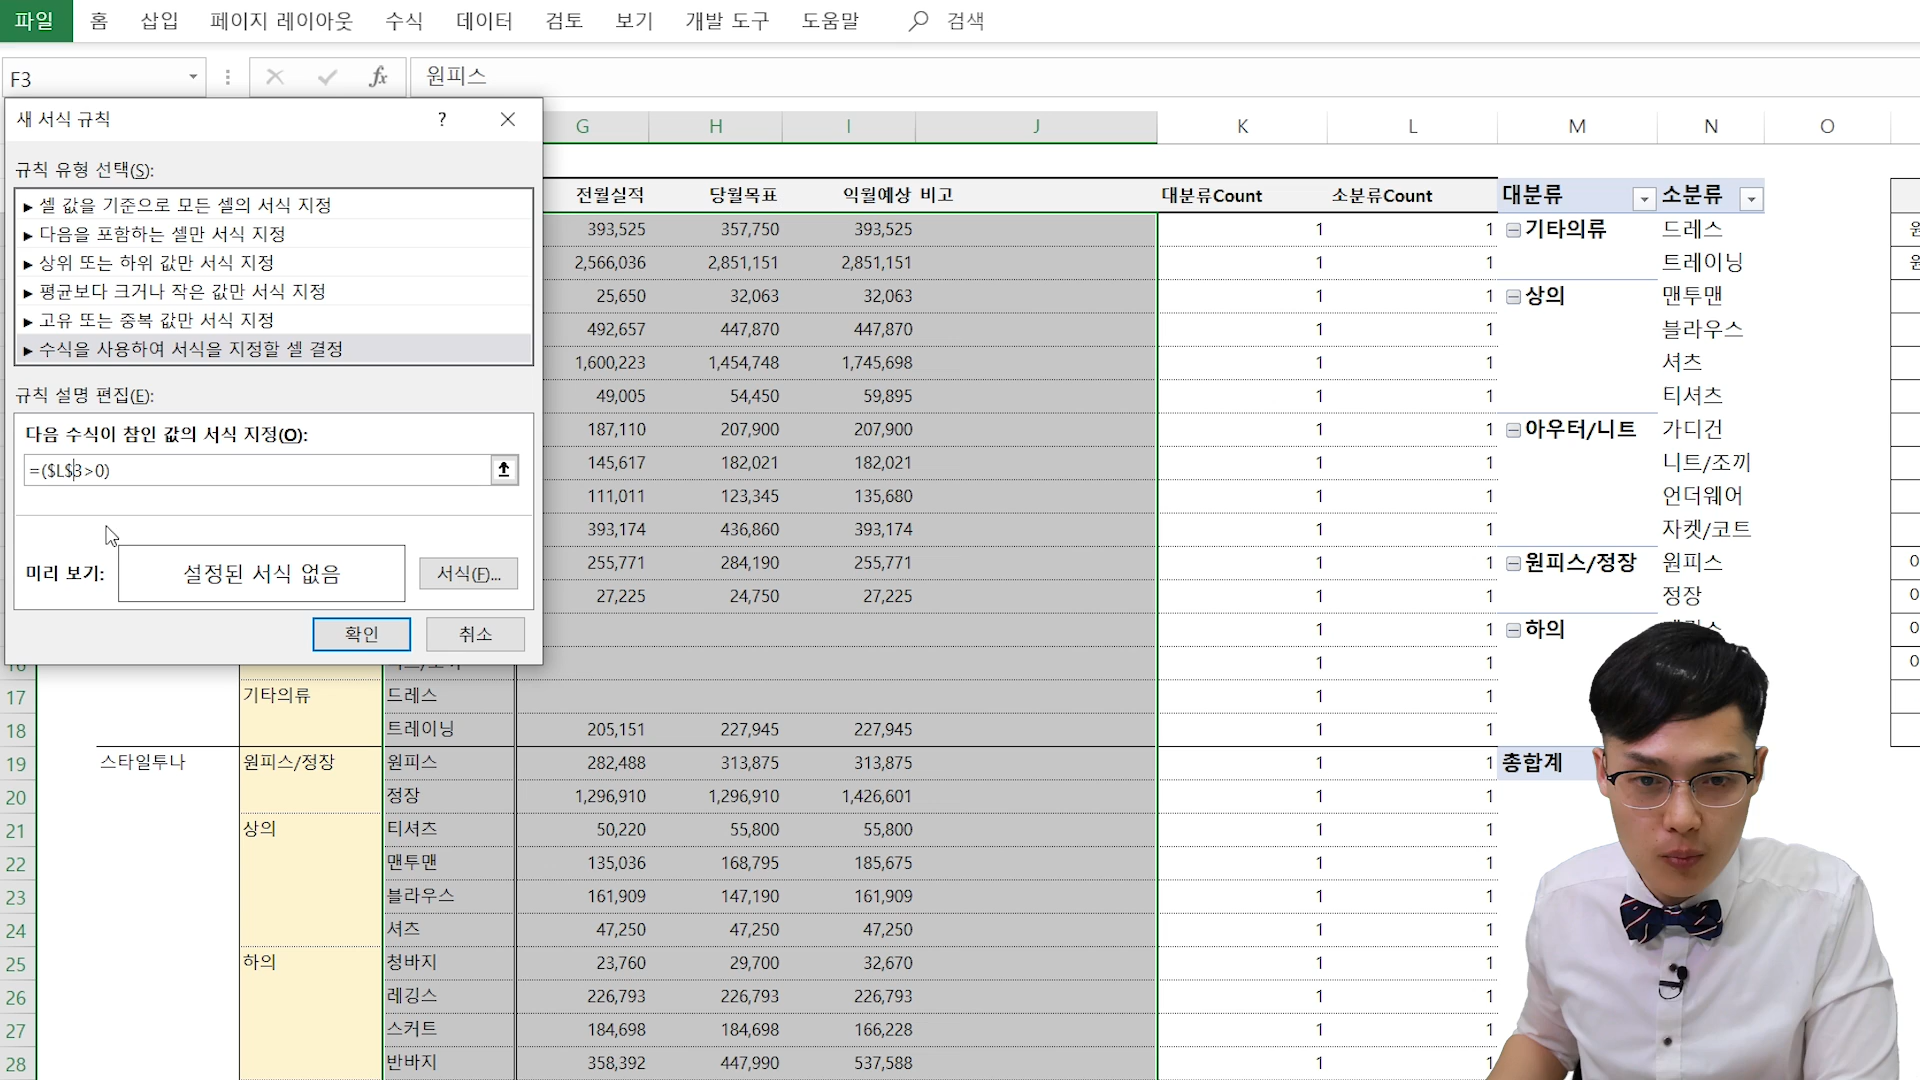 파일 홈 삽입 페이지 레이아웃 수식 데이터 검토 보기 개발 도구 도움말 검색
F3 fx 원피스
새 서식 규칙 ?
규칙 유형 선택(S):
▶ 셀 값을 기준으로 모든 셀의 서식 지정
▶ 다음을 포함하는 셀만 서식 지정
▶ 상위 또는 하위 값만 서식 지정
▶ 평균보다 크거나 작은 값만 서식 지정
▶ 고유 또는 중복 값만 서식 지정
▶ 수식을 사용하여 서식을 지정할 셀 결정
규칙 설명 편집(E):
다음 수식이 참인 값의 서식 지정(O):
=($L$3>0)
미리 보기: 설정된 서식 없음 서식(F)...
확인 취소
G H I J K L M N O
전월실적 당월목표 익월예상 비고 대분류Count 소분류Count 대분류 소분류
393,525 357,750 393,525 1 1 기타의류 드레스
2,566,036 2,851,151 2,851,151 1 1 트레이닝
25,650 32,063 32,063 1 1 상의 맨투맨
492,657 447,870 447,870 1 1 블라우스
1,600,223 1,454,748 1,745,698 1 1 셔츠
49,005 54,450 59,895 1 1 티셔츠
187,110 207,900 207,900 1 1 아우터/니트 가디건
145,617 182,021 182,021 1 1 니트/조끼
111,011 123,345 135,680 1 1 언더웨어
393,174 436,860 393,174 1 1 자켓/코트
255,771 284,190 255,771 1 1 원피스/정장 원피스
27,225 24,750 27,225 1 1 정장
1 1 하의
16 1 1
17 기타의류 드레스 1 1
18 트레이닝 205,151 227,945 227,945 1 1
19 스타일투나 원피스/정장 원피스 282,488 313,875 313,875 1 1 총합계
20 정장 1,296,910 1,296,910 1,426,601 1 1
21 상의 티셔츠 50,220 55,800 55,800 1 1
22 맨투맨 135,036 168,795 185,675 1 1
23 블라우스 161,909 147,190 161,909 1 1
24 셔츠 47,250 47,250 47,250 1 1
25 하의 청바지 23,760 29,700 32,670 1 1
26 레깅스 226,793 226,793 226,793 1 1
27 스커트 184,698 184,698 166,228 1 1
28 반바지 358,392 447,990 537,588 1 1